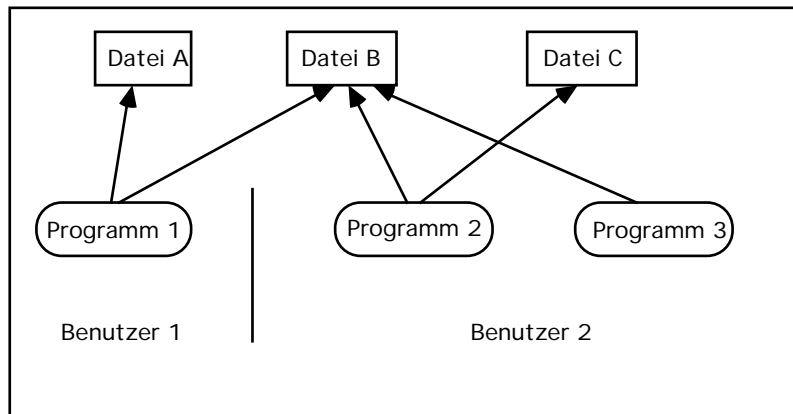 Datei A
Datei B
Datei C
Programm 1
Programm 2
Programm 3
Benutzer 1
Benutzer 2